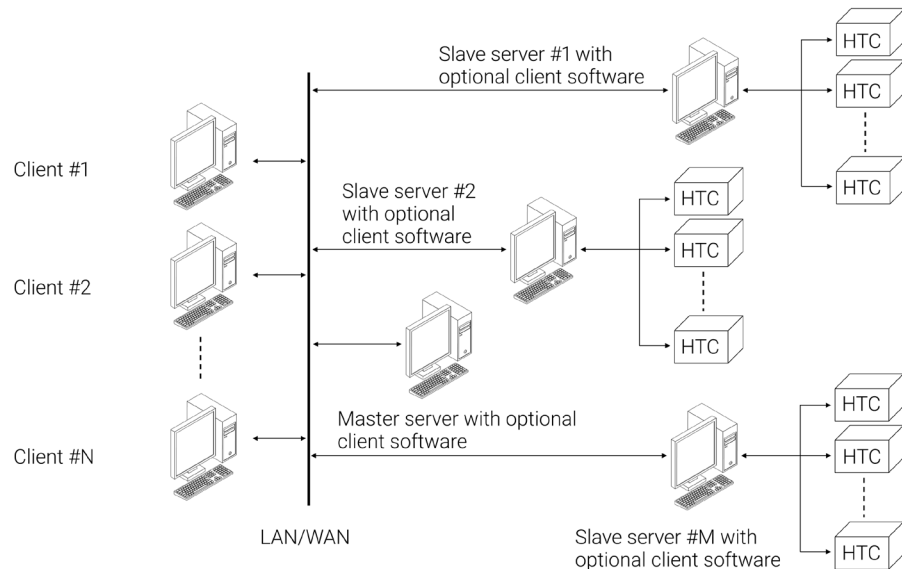 HTC
Slave server #1 with
optional client software
HTC
HTC
HTC
Client #1
Slave server #2
with optional
client software
HTC
HTC
Client #2
HTC
Master server with optional
client software
HTC
Client #N
HTC
LAN/WAN
Slave server #M with
optional client software
HTC